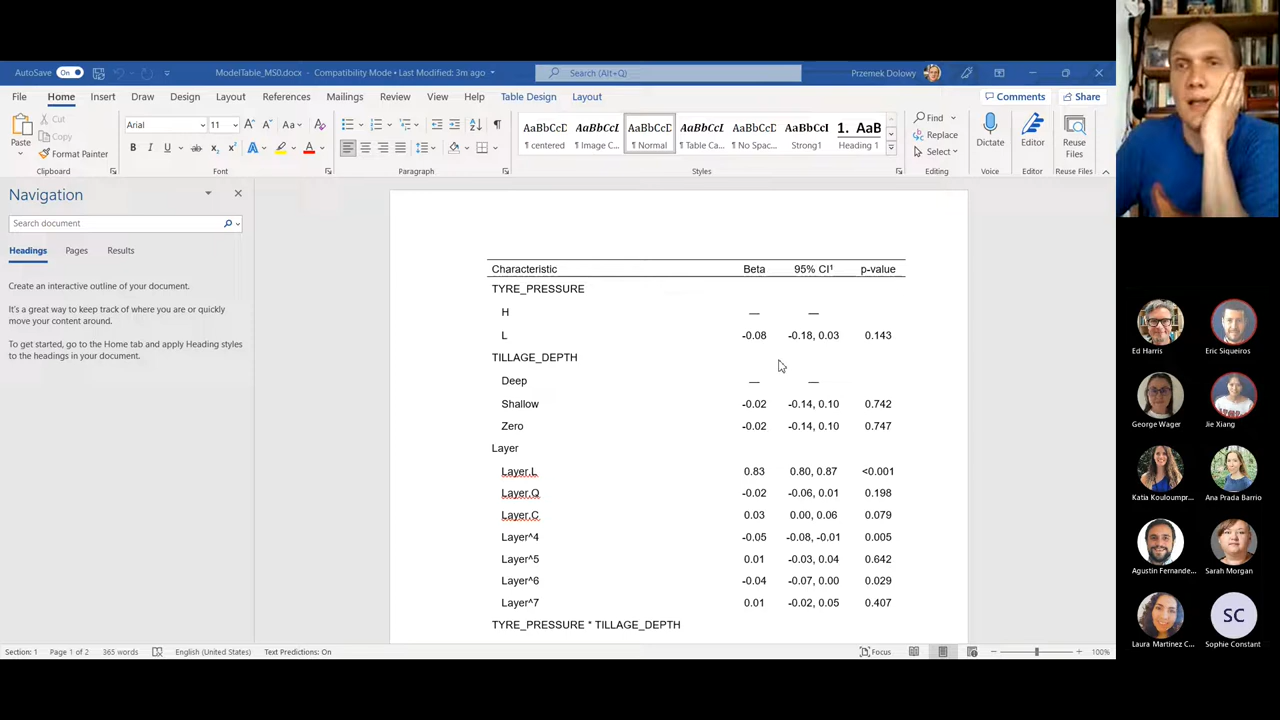 AutoSave On ModelTable_MS0.docx - Compatibility Mode • Last Modified: 3m ago Search (Alt+Q) Przemek Dolowy
File Home Insert Draw Design Layout References Mailings Review View Help Table Design Layout Comments Share
Paste Cut Copy Format Painter
Arial 11
AaBbCcD AaBbCcL AaBbCcD AaBbCcL AaBbCcD AaBbCcI 1. AaB
¶ centered ¶ Image C... ¶ Normal ¶ Table Ca... ¶ No Spac... Strong1 Heading 1
Find Replace Select
Dictate Editor Reuse Files
Clipboard Font Paragraph Styles Editing Voice Editor Reuse Files
Navigation
Search document
Headings Pages Results
Create an interactive outline of your document.
It's a great way to keep track of where you are or quickly
move your content around.
To get started, go to the Home tab and apply Heading styles
to the headings in your document.
Characteristic Beta 95% CI¹ p-value
TYRE_PRESSURE
H — —
L -0.08 -0.18, 0.03 0.143
TILLAGE_DEPTH
Deep — —
Shallow -0.02 -0.14, 0.10 0.742
Zero -0.02 -0.14, 0.10 0.747
Layer
Layer.L 0.83 0.80, 0.87 <0.001
Layer.Q -0.02 -0.06, 0.01 0.198
Layer.C 0.03 0.00, 0.06 0.079
Layer^4 -0.05 -0.08, -0.01 0.005
Layer^5 0.01 -0.03, 0.04 0.642
Layer^6 -0.04 -0.07, 0.00 0.029
Layer^7 0.01 -0.02, 0.05 0.407
TYRE_PRESSURE * TILLAGE_DEPTH
Section: 1 Page 1 of 2 365 words English (United States) Text Predictions: On Focus 100%
Ed Harris Eric Siqueiros
George Wager Jie Xiang
Katia Kouloumpr... Ana Prada Barrio
Agustin Fernande... Sarah Morgan
SC
Laura Martinez C... Sophie Constant